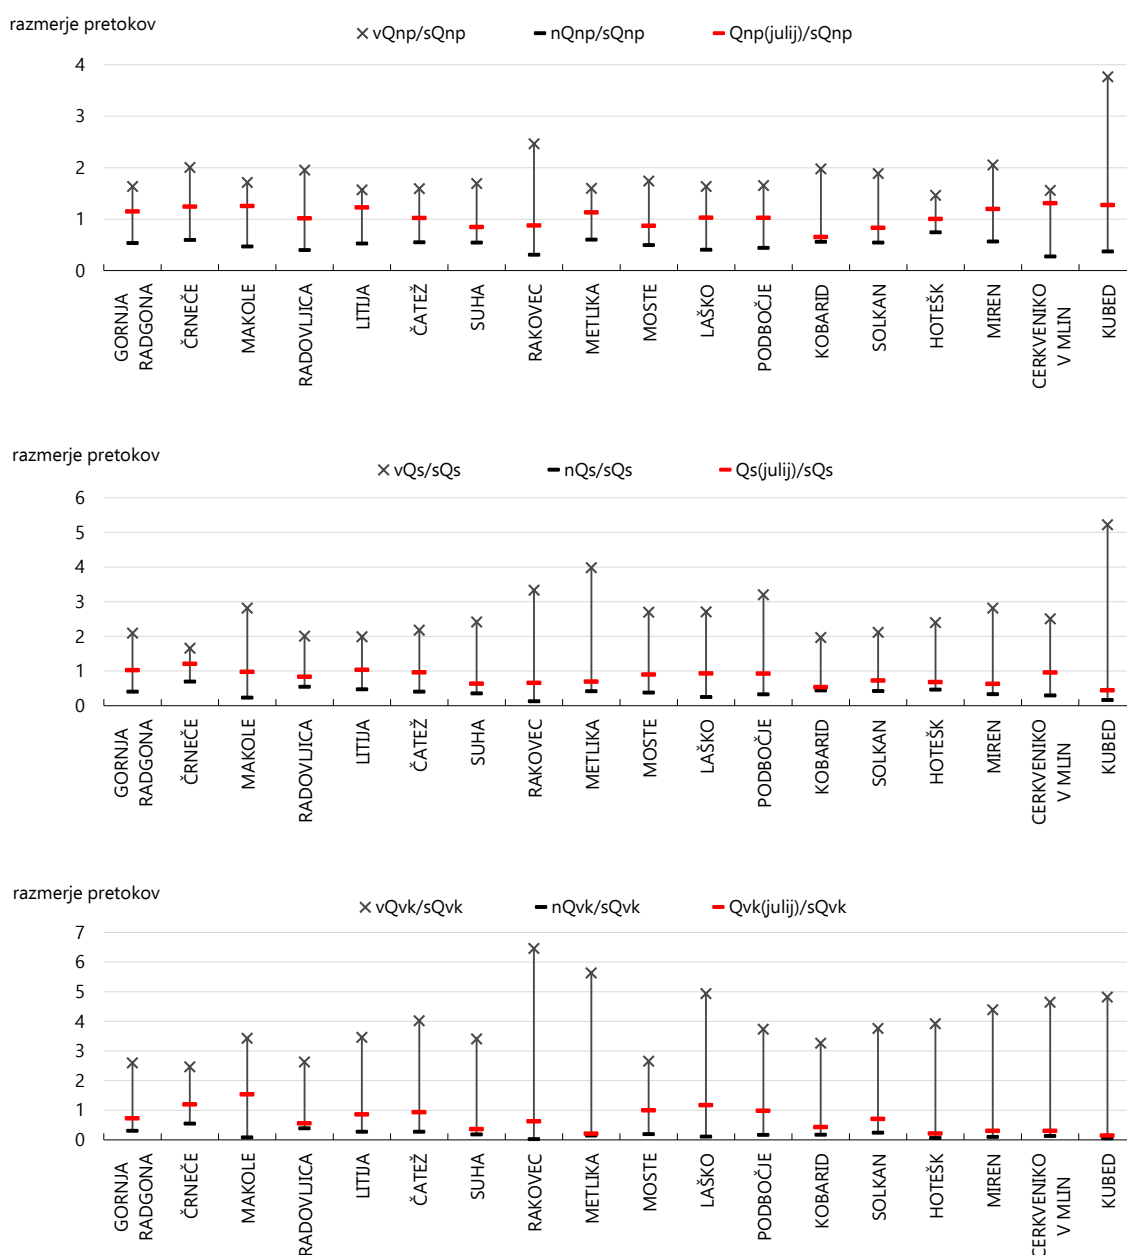 razmerje pretokov
vQnp/sQnp nQnp/sQnp Qnp(julij)/sQnp
4
3
2
1
0
GORNJA
RADGONA
ČRNEČE
MAKOLE
RADOVLJICA
LITIJA
ČATEŽ
SUHA
RAKOVEC
METLIKA
MOSTE
LAŠKO
PODBOČJE
KOBARID
SOLKAN
HOTEŠK
MIREN
CERKVENIKO
V MLIN
KUBED
razmerje pretokov
vQs/sQs nQs/sQs Qs(julij)/sQs
6
5
4
3
2
1
0
GORNJA
RADGONA
ČRNEČE
MAKOLE
RADOVLJICA
LITIJA
ČATEŽ
SUHA
RAKOVEC
METLIKA
MOSTE
LAŠKO
PODBOČJE
KOBARID
SOLKAN
HOTEŠK
MIREN
CERKVENIKO
V MLIN
KUBED
razmerje pretokov
vQvk/sQvk nQvk/sQvk Qvk(julij)/sQvk
7
6
5
4
3
2
1
0
GORNJA
RADGONA
ČRNEČE
MAKOLE
RADOVLJICA
LITIJA
ČATEŽ
SUHA
RAKOVEC
METLIKA
MOSTE
LAŠKO
PODBOČJE
KOBARID
SOLKAN
HOTEŠK
MIREN
CERKVENIKO
V MLIN
KUBED